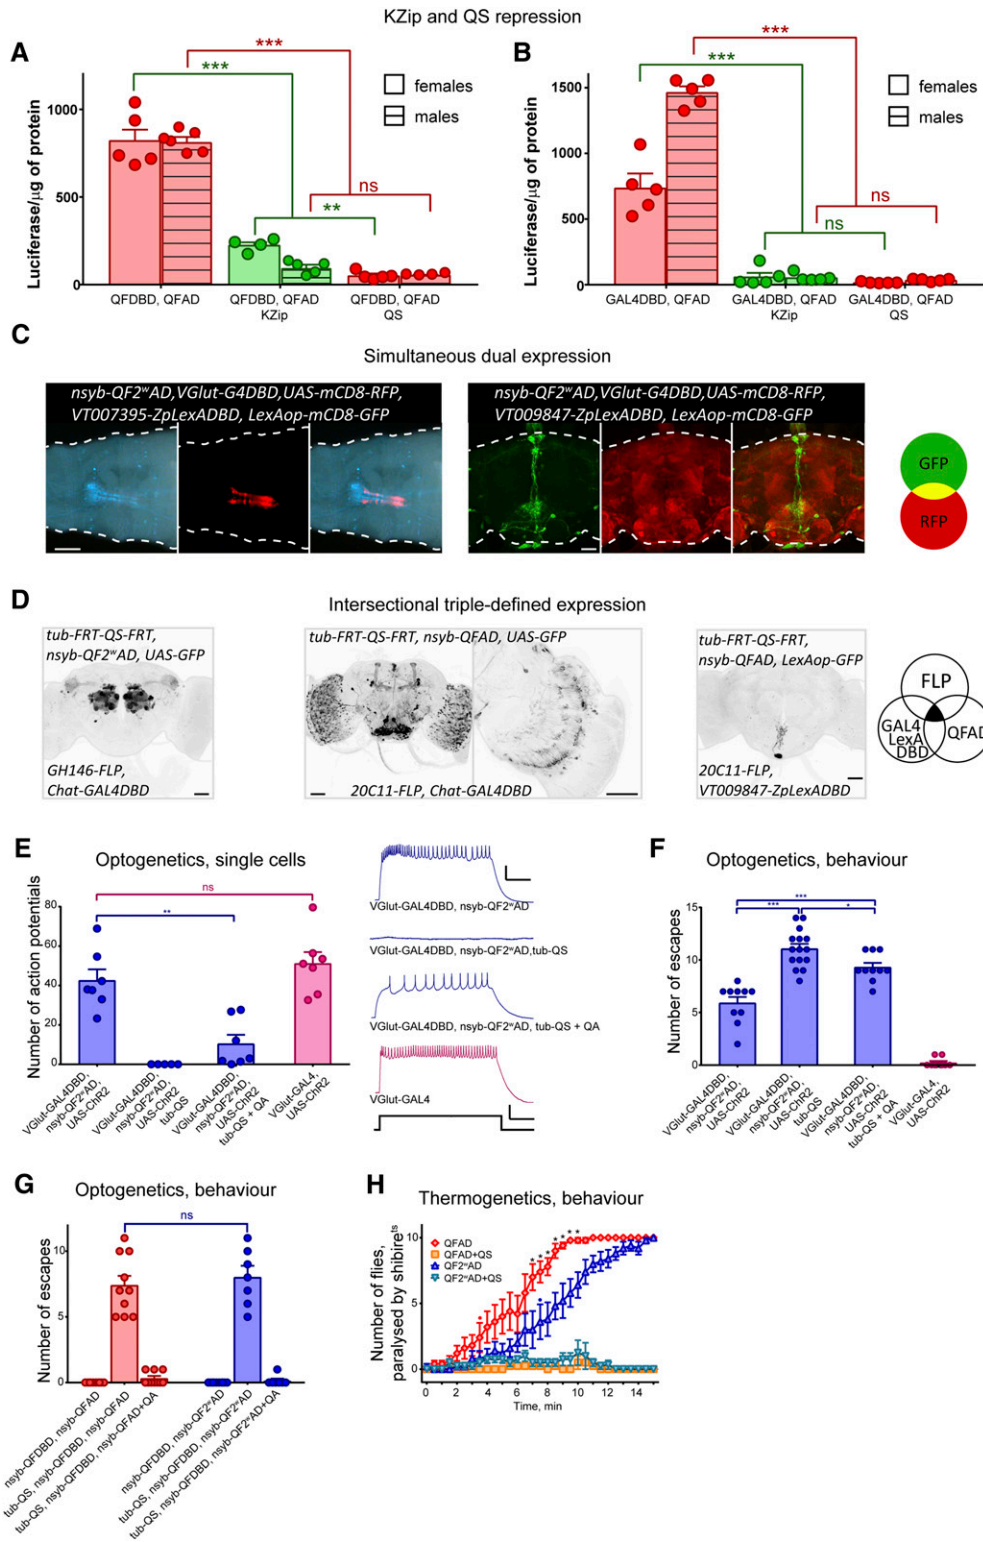 KZip and QS repression
A
Luciferase/µg of protein
1000
500
0
***
***
**
ns
females
males
QFDBD, QFAD
QFDBD, QFAD
KZip
QFDBD, QFAD
QS
B
Luciferase/µg of protein
1500
1000
500
0
***
***
ns
ns
females
males
GAL4DBD, QFAD
GAL4DBD, QFAD
KZip
GAL4DBD, QFAD
QS
C
Simultaneous dual expression
nsyb-QF2ʷAD,VGlut-G4DBD,UAS-mCD8-RFP,
VT007395-ZpLexADBD, LexAop-mCD8-GFP
nsyb-QF2ʷAD,VGlut-G4DBD,UAS-mCD8-RFP,
VT009847-ZpLexADBD, LexAop-mCD8-GFP
GFP
RFP
D
Intersectional triple-defined expression
tub-FRT-QS-FRT,
nsyb-QF2ʷAD, UAS-GFP
GH146-FLP,
Chat-GAL4DBD
tub-FRT-QS-FRT, nsyb-QFAD, UAS-GFP
20C11-FLP, Chat-GAL4DBD
tub-FRT-QS-FRT,
nsyb-QFAD, LexAop-GFP
20C11-FLP,
VT009847-ZpLexADBD
FLP
GAL4
LexA
DBD
QFAD
E
Optogenetics, single cells
Number of action potentials
80
60
40
20
0
ns
**
VGlut-GAL4DBD,
nsyb-QF2ʷAD,
UAS-ChR2
VGlut-GAL4DBD,
nsyb-QF2ʷAD,
UAS-ChR2
tub-QS
VGlut-GAL4DBD,
nsyb-QF2ʷAD,
UAS-ChR2
tub-QS + QA
VGlut-GAL4,
UAS-ChR2
VGlut-GAL4DBD, nsyb-QF2ʷAD
VGlut-GAL4DBD, nsyb-QF2ʷAD,tub-QS
VGlut-GAL4DBD, nsyb-QF2ʷAD, tub-QS + QA
VGlut-GAL4
F
Optogenetics, behaviour
Number of escapes
15
10
5
0
***
***
*
VGlut-GAL4DBD,
nsyb-QF2ʷAD,
UAS-ChR2
VGlut-GAL4DBD,
nsyb-QF2ʷAD,
UAS-ChR2
tub-QS
VGlut-GAL4DBD,
nsyb-QF2ʷAD,
UAS-ChR2
tub-QS + QA
VGlut-GAL4,
UAS-ChR2
G
Optogenetics, behaviour
Number of escapes
10
5
0
ns
nsyb-QFDBD, nsyb-QFAD
tub-QS, nsyb-QFDBD, nsyb-QFAD
tub-QS, nsyb-QFDBD, nsyb-QFAD+QA
nsyb-QFDBD, nsyb-QF2ʷAD
tub-QS, nsyb-QFDBD, nsyb-QF2ʷAD
tub-QS, nsyb-QFDBD, nsyb-QF2ʷAD+QA
H
Thermogenetics, behaviour
Number of flies,
paralysed by shibireᵗˢ
10
5
0
QFAD
QFAD+QS
QF2ʷAD
QF2ʷAD+QS
0 2 4 6 8 10 12 14
Time, min